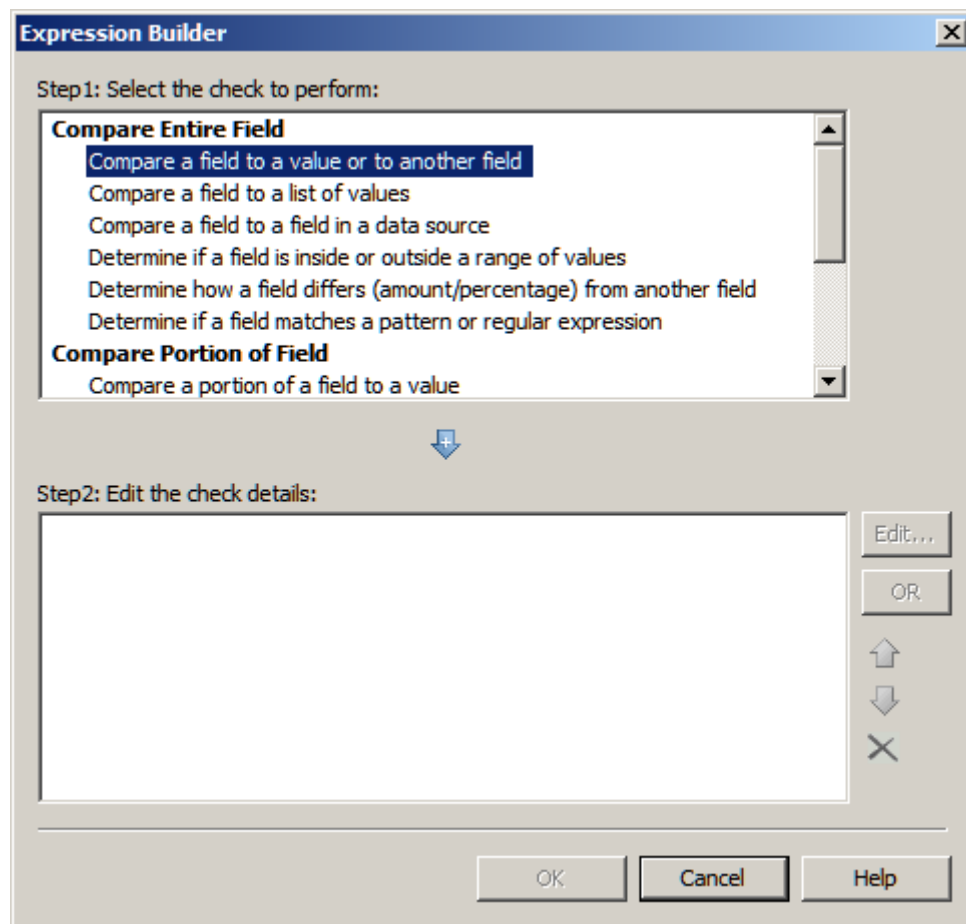 Expression Builder
Step1: Select the check to perform:
Compare Entire Field
Compare a field to a value or to another field
Compare a field to a list of values
Compare a field to a field in a data source
Determine if a field is inside or outside a range of values
Determine how a field differs (amount/percentage) from another field
Determine if a field matches a pattern or regular expression
Compare Portion of Field
Compare a portion of a field to a value
Step2: Edit the check details:
Edit...
OR
OK
Cancel
Help